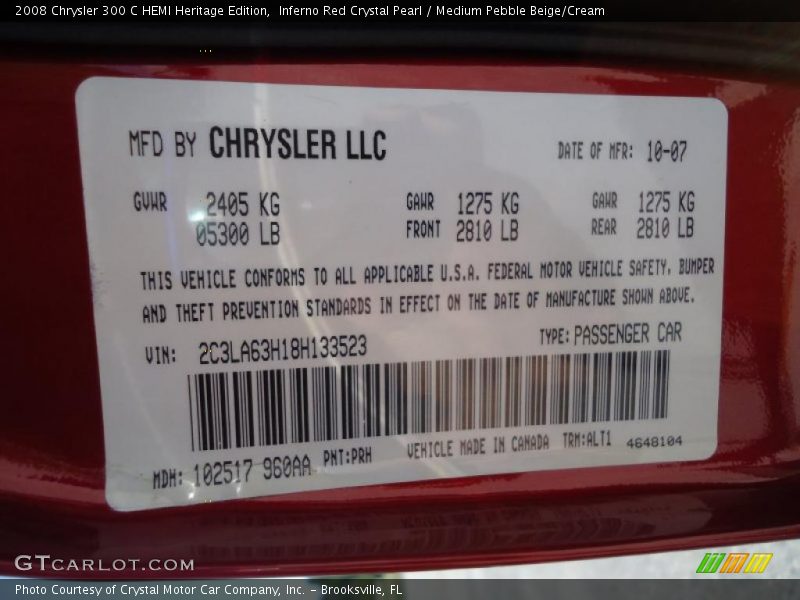 2008 Chrysler 300 C HEMI Heritage Edition,  Inferno Red Crystal Pearl / Medium Pebble Beige/Cream
MFD BY CHRYSLER LLC DATE OF MFR: 10-07
GVWR 2405 KG GAWR 1275 KG GAWR 1275 KG
05300 LB FRONT 2810 LB REAR 2810 LB
THIS VEHICLE CONFORMS TO ALL APPLICABLE U.S.A. FEDERAL MOTOR VEHICLE SAFETY, BUMPER
AND THEFT PREVENTION STANDARDS IN EFFECT ON THE DATE OF MANUFACTURE SHOWN ABOVE.
VIN: 2C3LA63H18H133523 TYPE: PASSENGER CAR
MDH: 102517 960AA PNT:PRH VEHICLE MADE IN CANADA TRM:ALT1 4648104
GTCARLOT.COM
Photo Courtesy of Crystal Motor Car Company, Inc. – Brooksville, FL